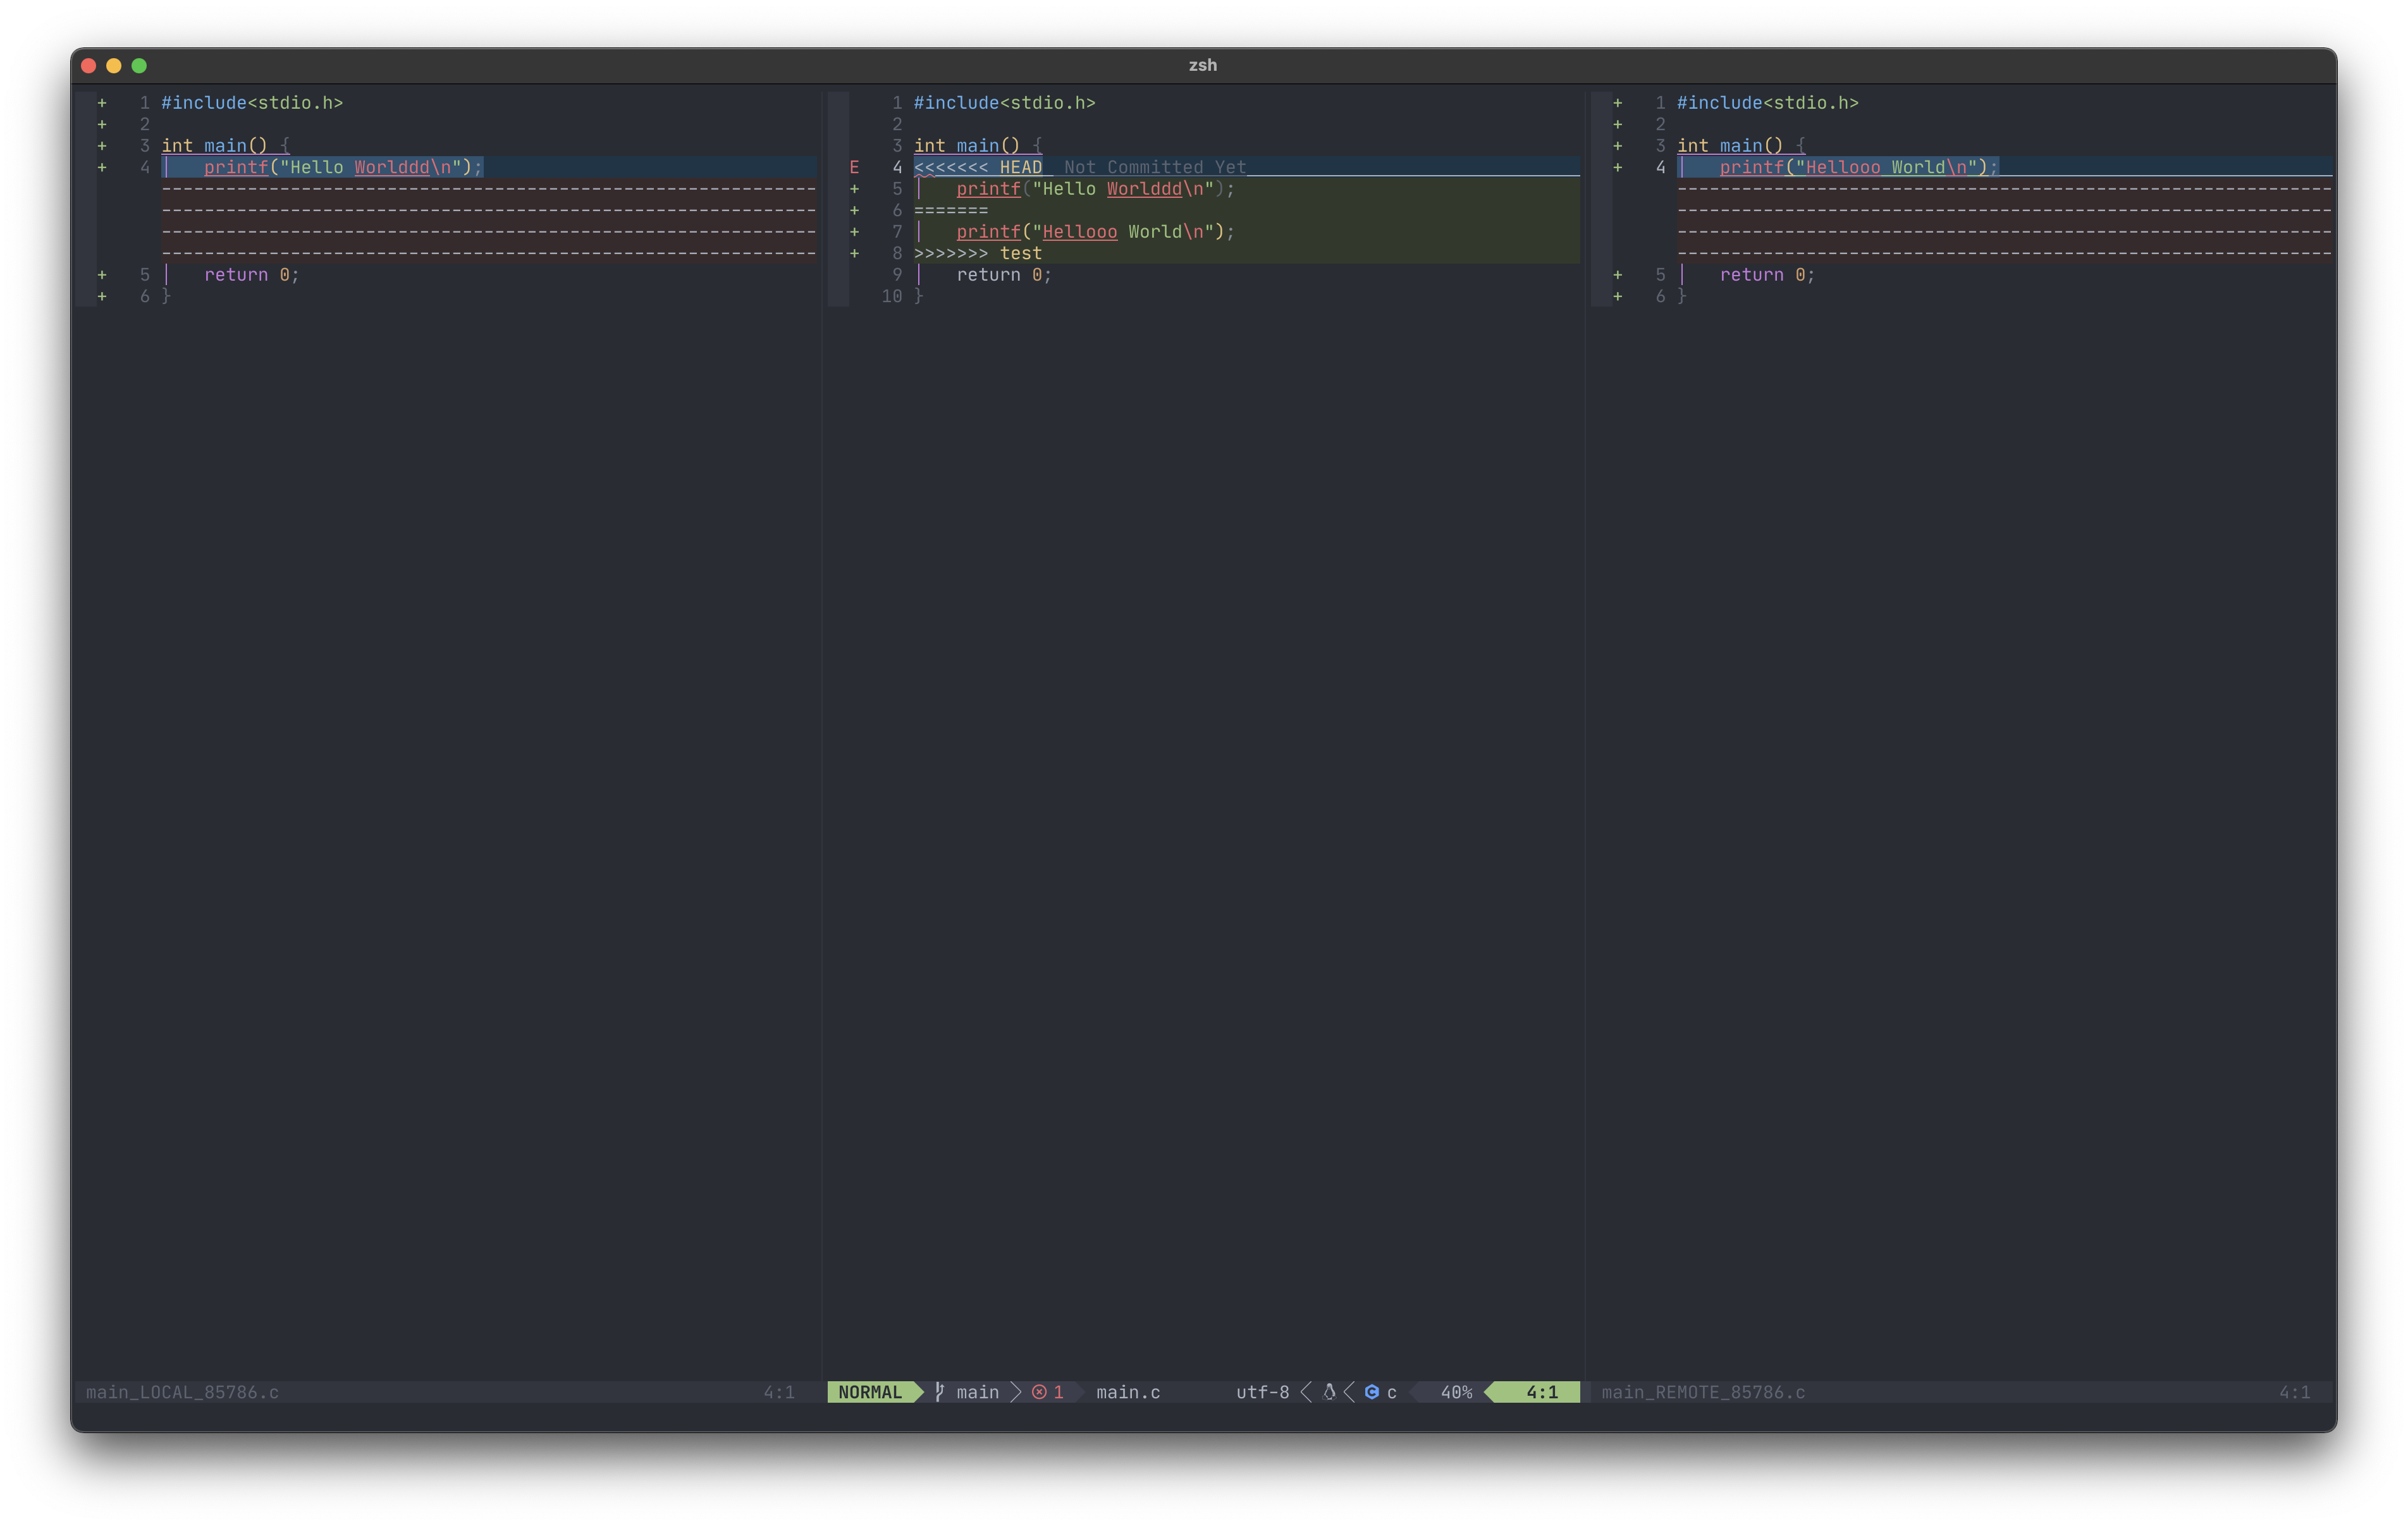 zsh
+ 1 #include<stdio.h>
+ 2
+ 3 int main() {
+ 4 printf("Hello Worlddd\n");
--------------------------------------------------------------
--------------------------------------------------------------
--------------------------------------------------------------
--------------------------------------------------------------
+ 5 return 0;
+ 6 }
main_LOCAL_85786.c 4:1
1 #include<stdio.h>
2
3 int main() {
E 4 <<<<<<< HEAD Not Committed Yet
+ 5 printf("Hello Worlddd\n");
+ 6 =======
+ 7 printf("Hellooo World\n");
+ 8 >>>>>>> test
9 return 0;
10 }
NORMAL main 1 main.c utf-8 c 40% 4:1
+ 1 #include<stdio.h>
+ 2
+ 3 int main() {
+ 4 printf("Hellooo World\n");
--------------------------------------------------------------
--------------------------------------------------------------
--------------------------------------------------------------
--------------------------------------------------------------
+ 5 return 0;
+ 6 }
main_REMOTE_85786.c 4:1